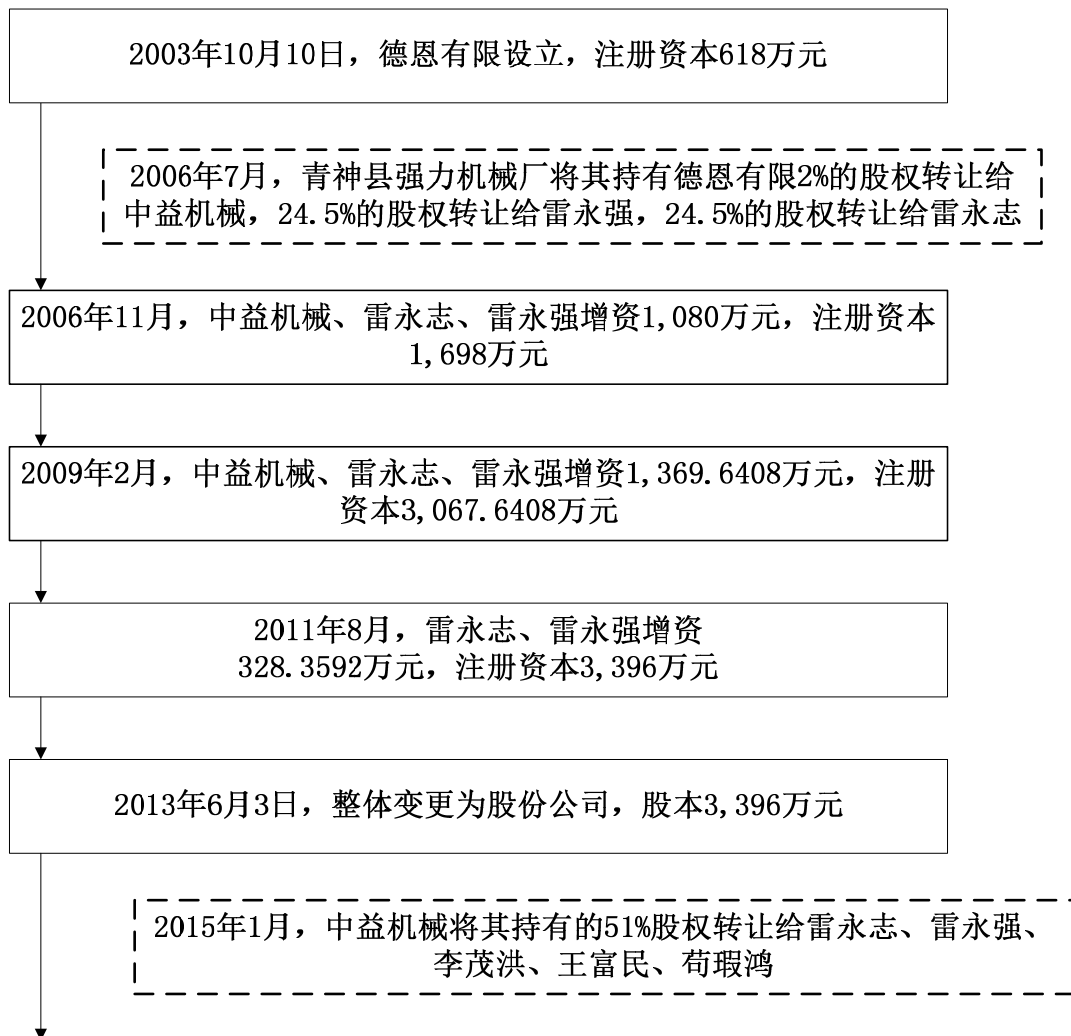 2003年10月10日，德恩有限设立，注册资本618万元
2006年7月，青神县强力机械厂将其持有德恩有限2%的股权转让给
中益机械，24.5%的股权转让给雷永强，24.5%的股权转让给雷永志
2006年11月，中益机械、雷永志、雷永强增资1,080万元，注册资本
1,698万元
2009年2月，中益机械、雷永志、雷永强增资1,369.6408万元，注册
资本3,067.6408万元
2011年8月，雷永志、雷永强增资
328.3592万元，注册资本3,396万元
2013年6月3日，整体变更为股份公司，股本3,396万元
2015年1月，中益机械将其持有的51%股权转让给雷永志、雷永强、
李茂洪、王富民、苟瑕鸿